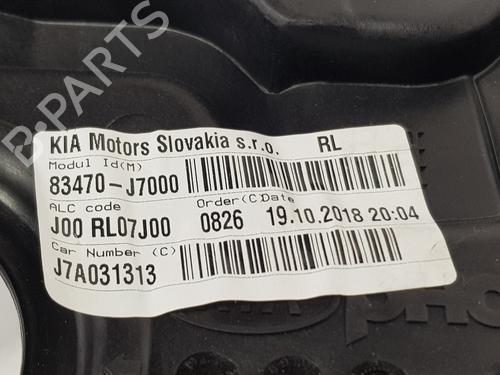 KIA Motors Slovakia s.r.o. RL
Modul Id(M)
83470-J7000
ALC code Order(C Date
J00 RL07J00 0826 19.10.2018 20:04
Car Number (C)
J7A031313
B-PARTS
KIA